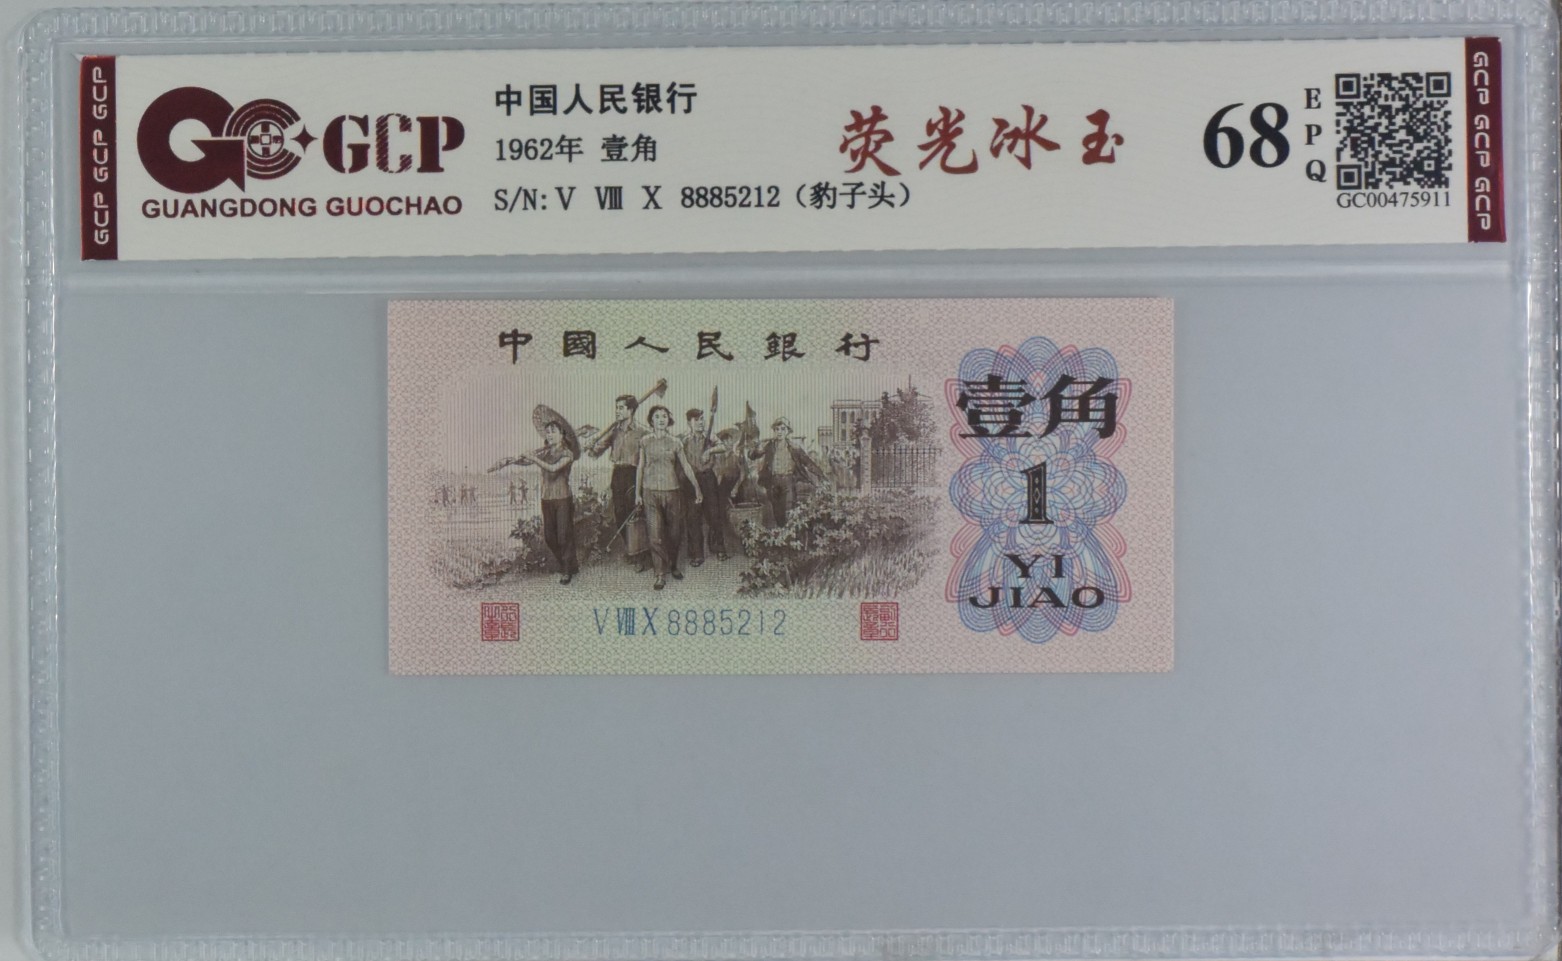 GCP GCP GCP
GCP
GUANGDONG GUOCHAO
中国人民银行
1962年 壹角
S/N: V Ⅷ X 8885212（豹子头）
荧光冰玉
68
EPQ
GC00475911
GCP GCP GCP
中國人民銀行
壹角
1
YI
JIAO
V Ⅷ X 8885212